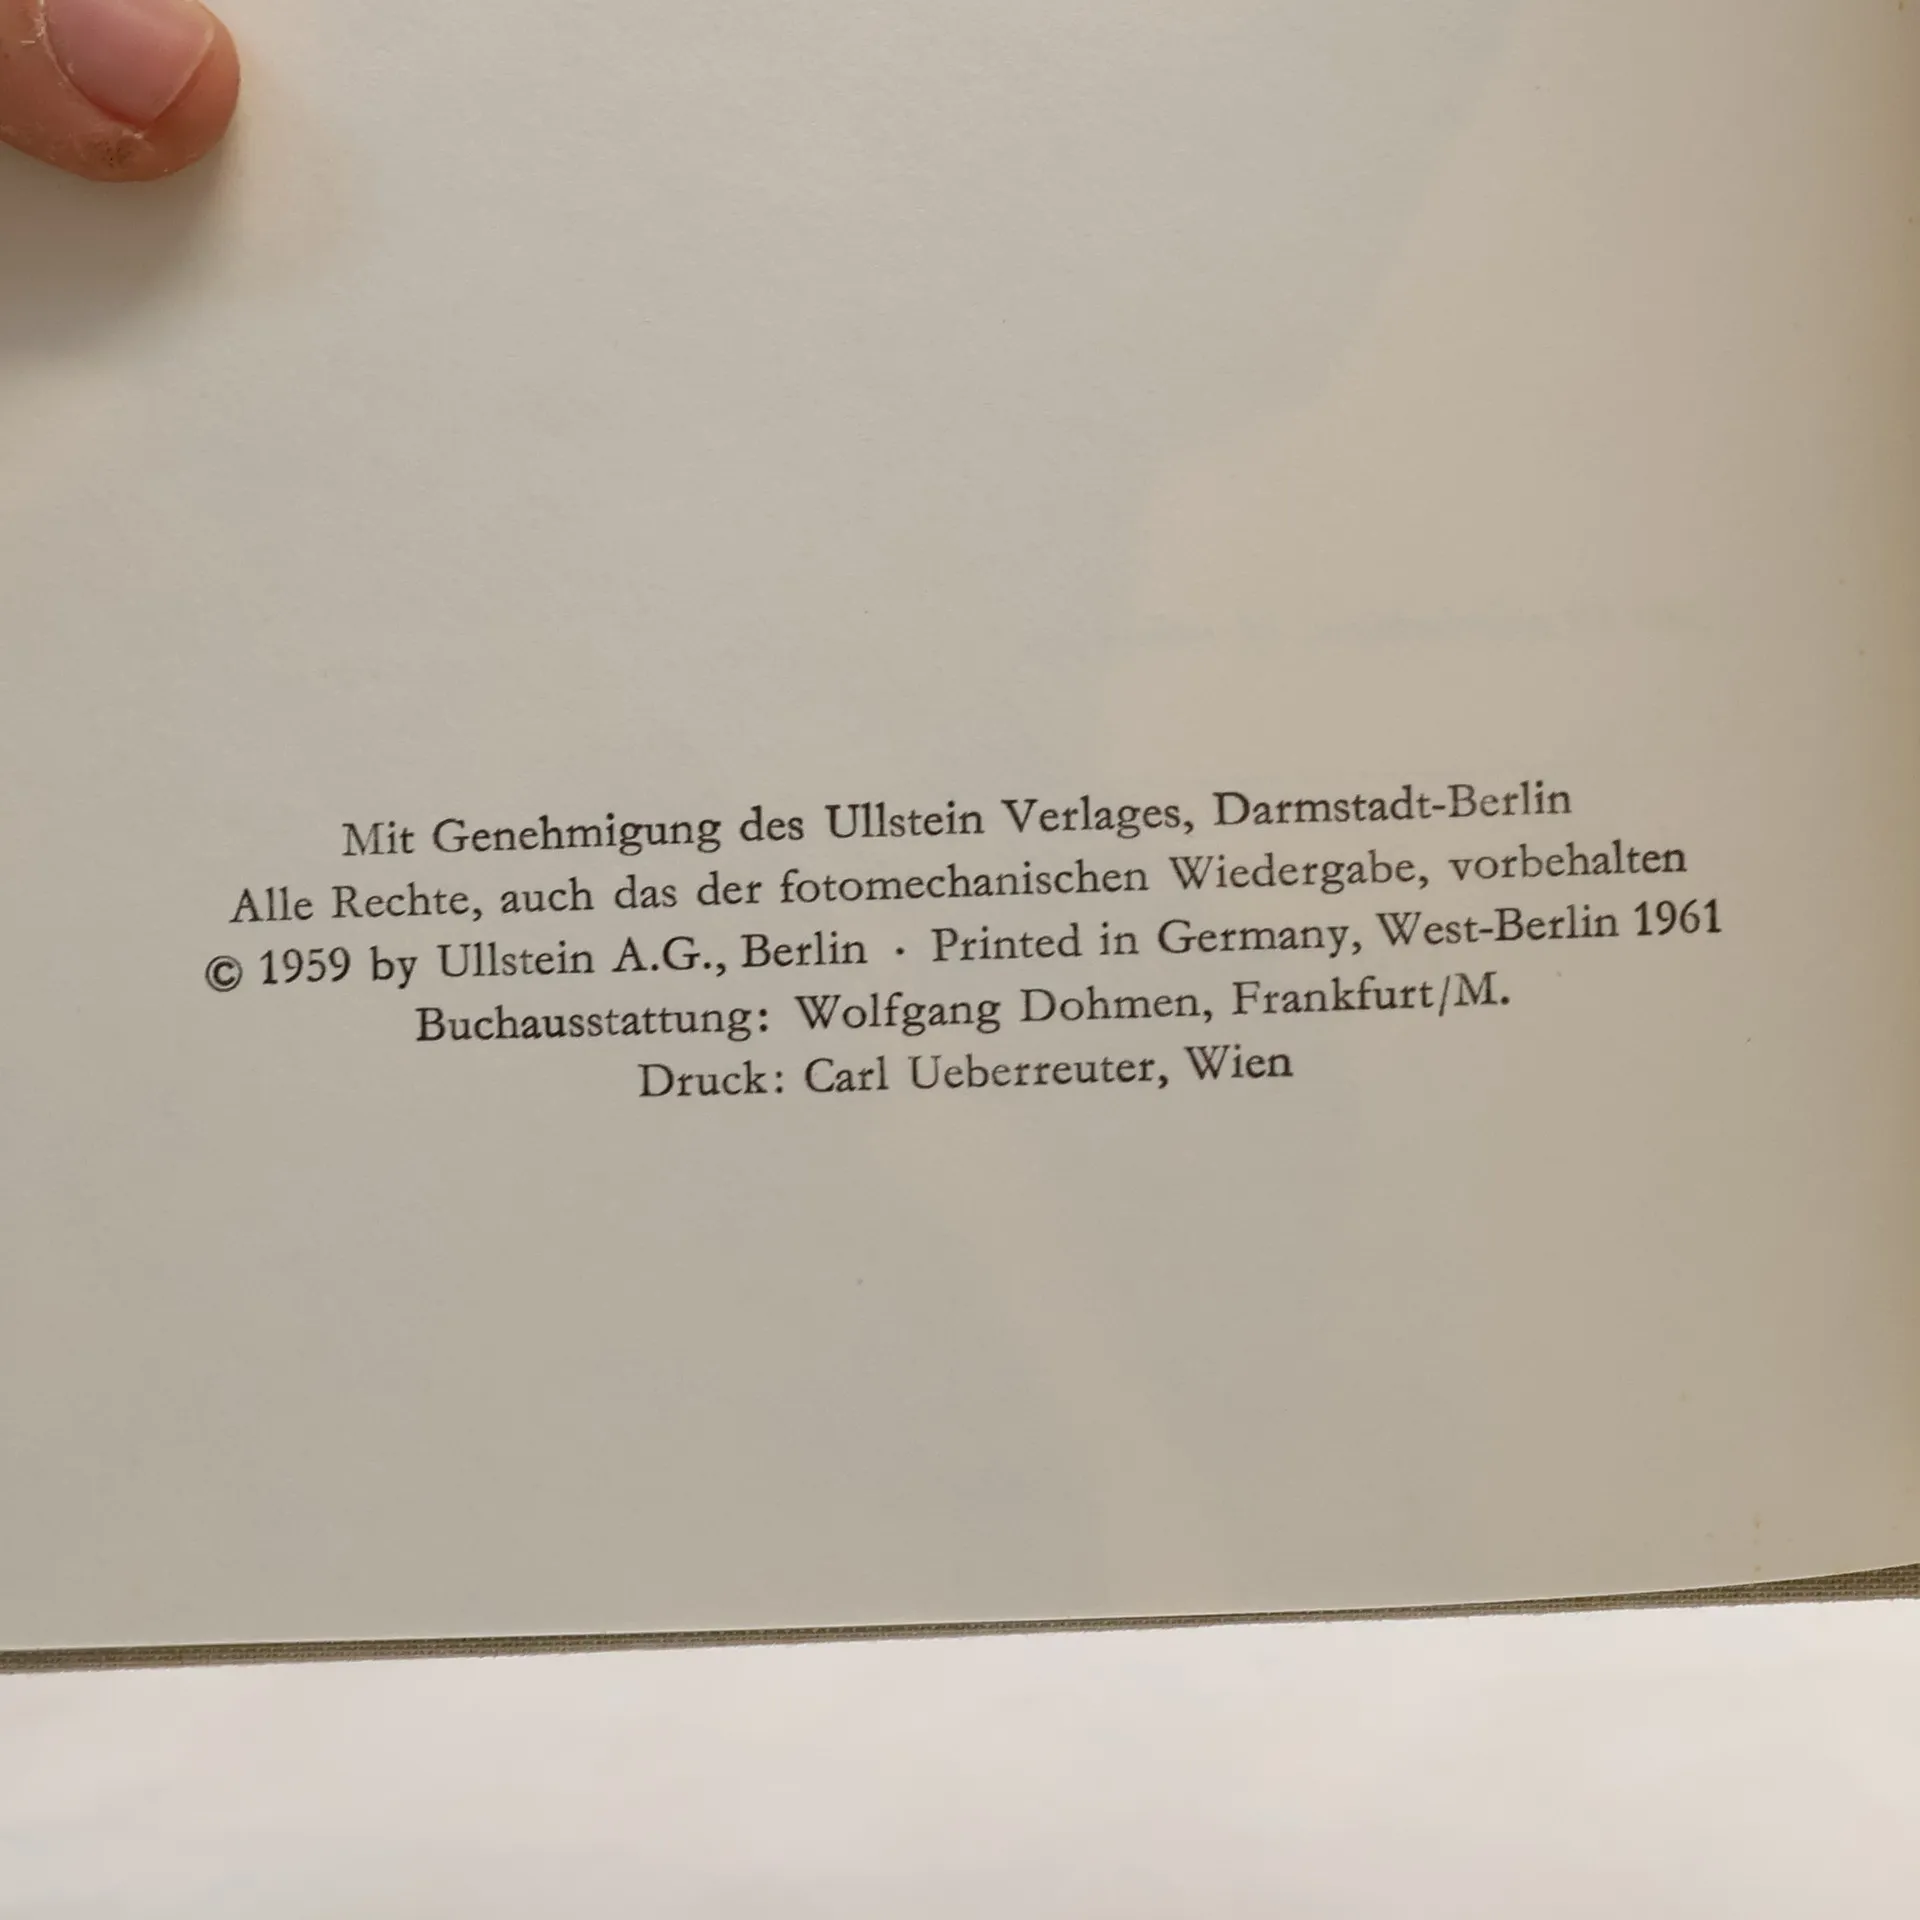 Mit Genehmigung des Ullstein Verlages, Darmstadt-Berlin
Alle Rechte, auch das der fotomechanischen Wiedergabe, vorbehalten
© 1959 by Ullstein A.G., Berlin · Printed in Germany, West-Berlin 1961
Buchausstattung: Wolfgang Dohmen, Frankfurt/M.
Druck: Carl Ueberreuter, Wien